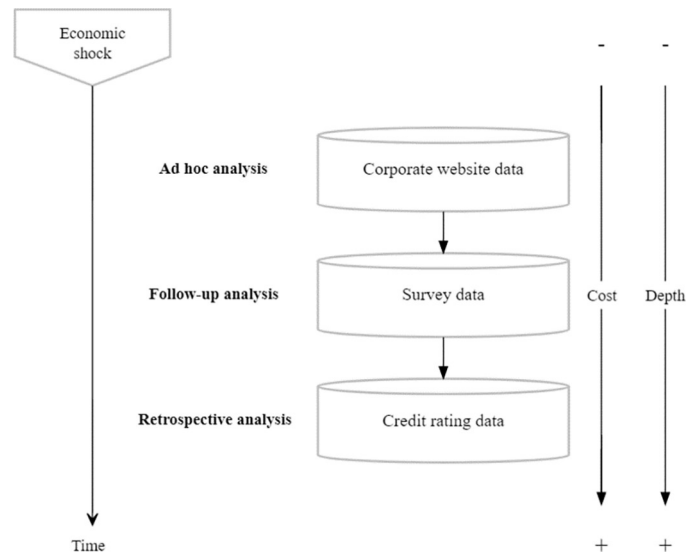 Economic
shock
-
-
Ad hoc analysis
Corporate website data
Follow-up analysis
Survey data
Cost
Depth
Retrospective analysis
Credit rating data
Time
+
+